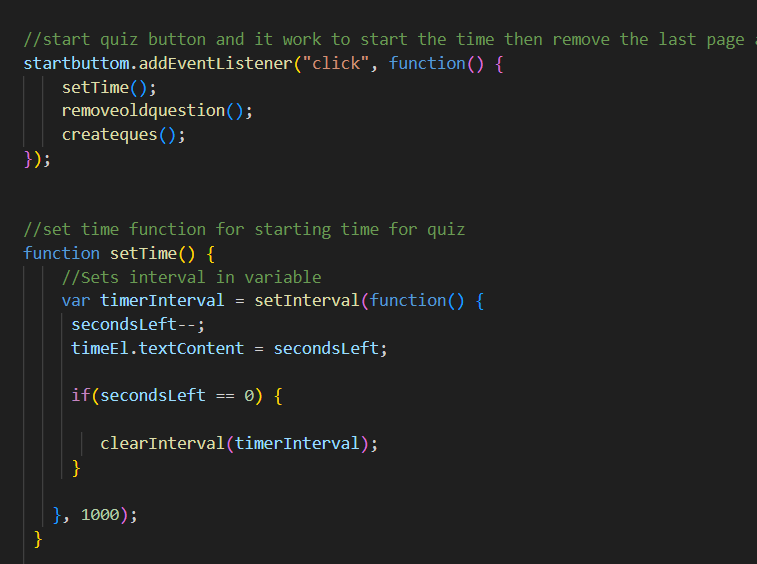 //start quiz button and it work to start the time then remove the last page
startbuttom.addEventListener("click", function() {
setTime();
removeoldquestion();
createques();
});
//set time function for starting time for quiz
function setTime() {
//Sets interval in variable
var timerInterval = setInterval(function() {
secondsLeft--;
timeEl.textContent = secondsLeft;
if(secondsLeft == 0) {
clearInterval(timerInterval);
}
}, 1000);
}